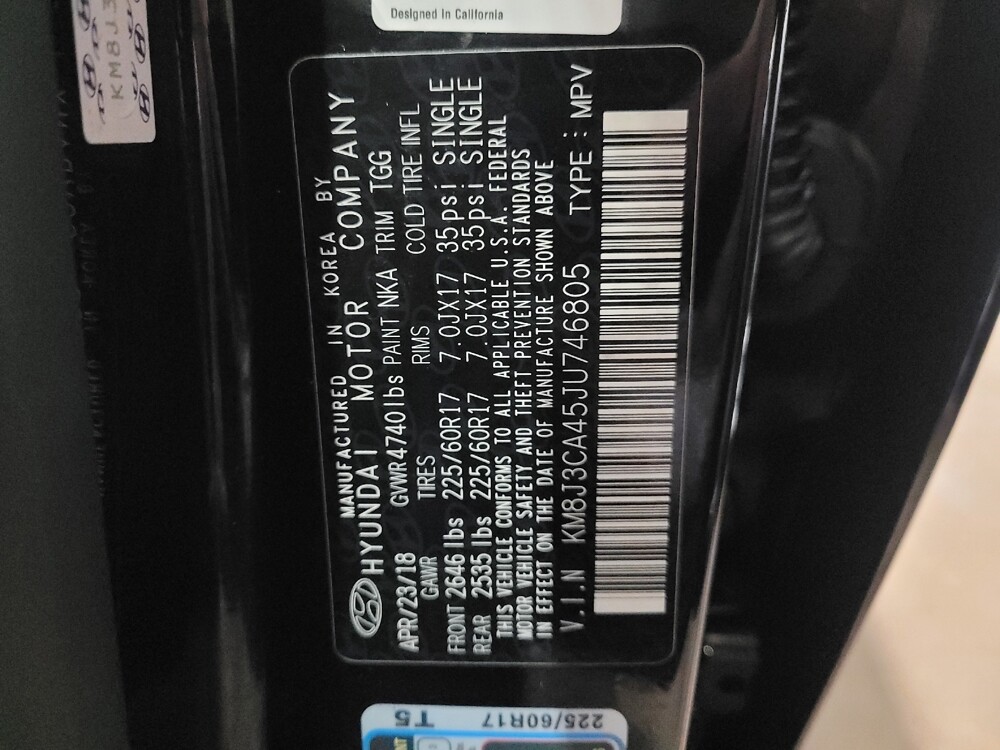 Designed in California
KM8J3
MANUFACTURED IN KOREA BY
HYUNDAI MOTOR COMPANY
APR/23/18 GVWR4740lbs PAINT NKA TRIM TGG
GAWR TIRES RIMS COLD TIRE INFL
FRONT 2646 lbs 225/60R17 7.0JX17 35psi SINGLE
REAR 2535 lbs 225/60R17 7.0JX17 35psi SINGLE
THIS VEHICLE CONFORMS TO ALL APPLICABLE U.S.A. FEDERAL
MOTOR VEHICLE SAFETY AND THEFT PREVENTION STANDARDS
IN EFFECT ON THE DATE OF MANUFACTURE SHOWN ABOVE
V.I.N KM8J3CA45JU746805 TYPE : MPV
225/60R17 T5